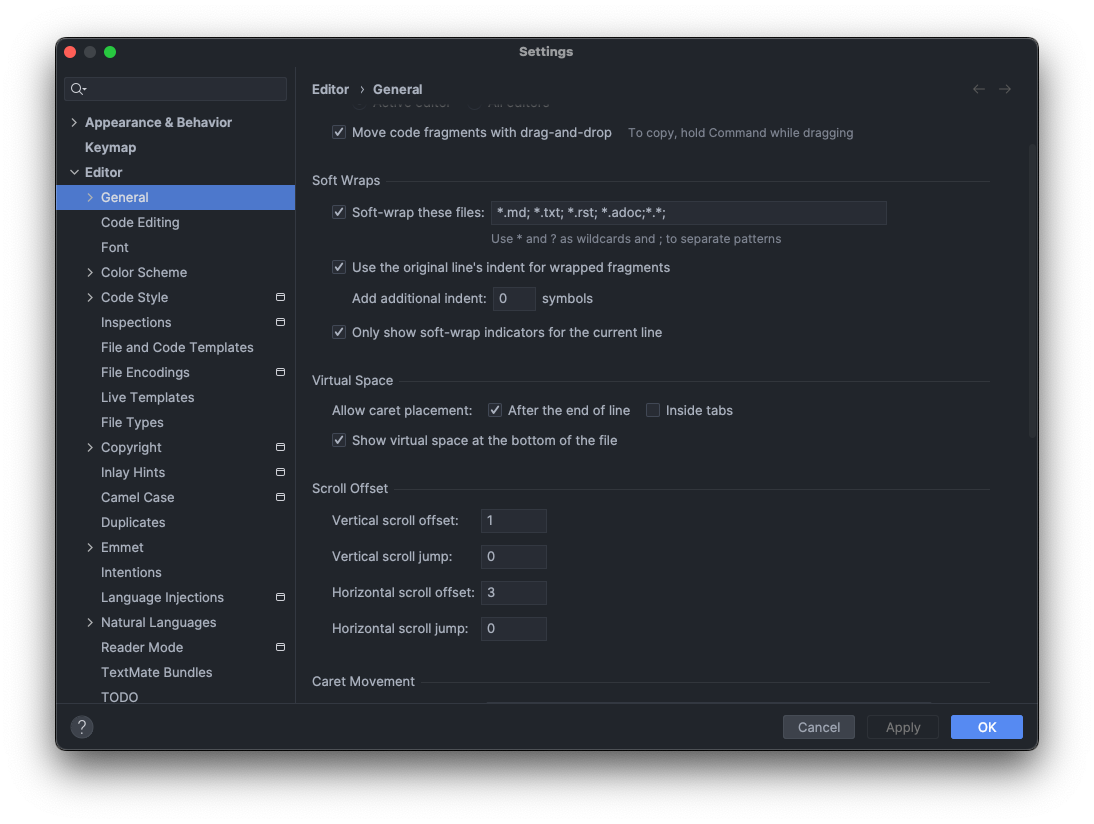 Settings
Editor › General
Appearance & Behavior
Keymap
Editor
General
Code Editing
Font
Color Scheme
Code Style
Inspections
File and Code Templates
File Encodings
Live Templates
File Types
Copyright
Inlay Hints
Camel Case
Duplicates
Emmet
Intentions
Language Injections
Natural Languages
Reader Mode
TextMate Bundles
TODO
Active editor All editors
Move code fragments with drag-and-drop To copy, hold Command while dragging
Soft Wraps
Soft-wrap these files: *.md; *.txt; *.rst; *.adoc;*.*;
Use * and ? as wildcards and ; to separate patterns
Use the original line's indent for wrapped fragments
Add additional indent: 0 symbols
Only show soft-wrap indicators for the current line
Virtual Space
Allow caret placement: After the end of line Inside tabs
Show virtual space at the bottom of the file
Scroll Offset
Vertical scroll offset: 1
Vertical scroll jump: 0
Horizontal scroll offset: 3
Horizontal scroll jump: 0
Caret Movement
? Cancel Apply OK